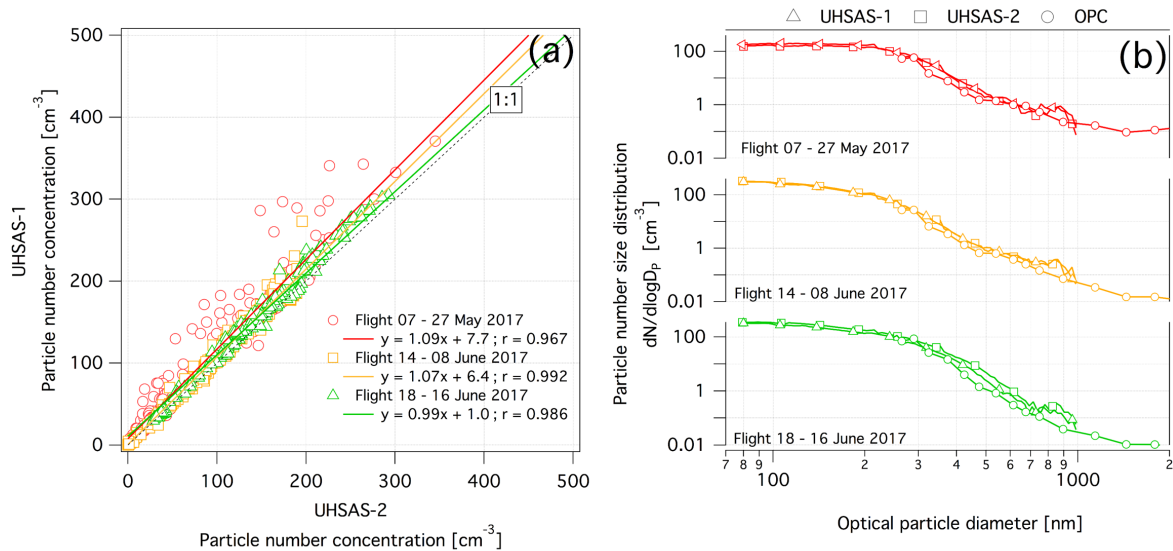 (a)
500
400
300
200
100
0
UHSAS-1
Particle number concentration [cm-3]
1:1
Flight 07 - 27 May 2017
y = 1.09x + 7.7 ; r = 0.967
Flight 14 - 08 June 2017
y = 1.07x + 6.4 ; r = 0.992
Flight 18 - 16 June 2017
y = 0.99x + 1.0 ; r = 0.986
0 100 200 300 400 500
UHSAS-2
Particle number concentration [cm-3]
UHSAS-1 UHSAS-2 OPC
(b)
Particle number size distribution
dN/dlogDP [cm-3]
100
1
0.01
Flight 07 - 27 May 2017
100
1
0.01
Flight 14 - 08 June 2017
100
1
0.01
Flight 18 - 16 June 2017
7 8 9 2 3 4 5 6 7 8 9 2
100 1000
Optical particle diameter [nm]